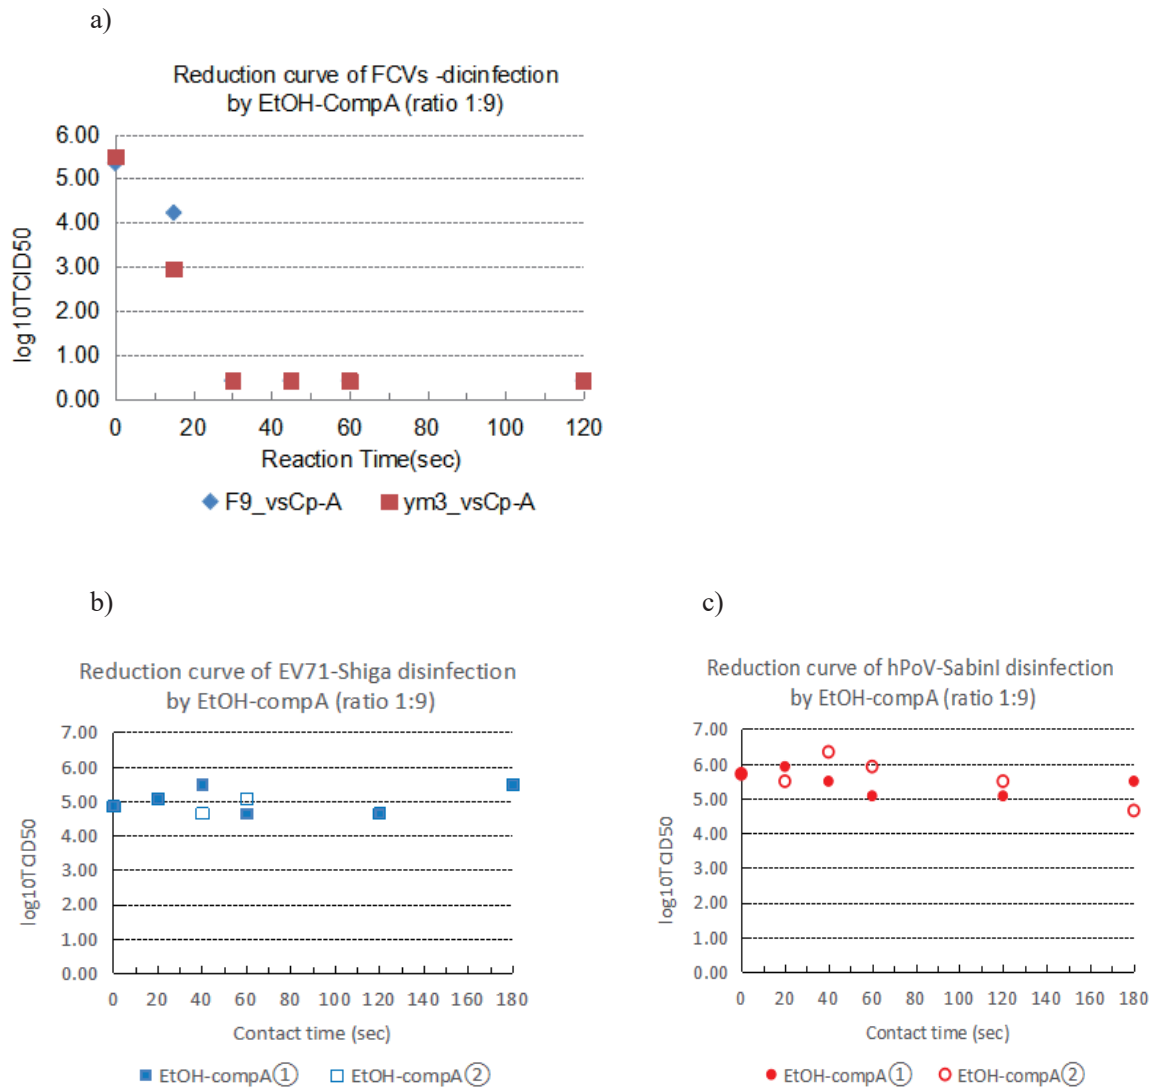 a)
Reduction curve of FCVs -dicinfection
by EtOH-CompA (ratio 1:9)
6.00
5.00
4.00
3.00
2.00
1.00
0.00
log10TCID50
0 20 40 60 80 100 120
Reaction Time(sec)
F9_vsCp-A ym3_vsCp-A
b)
Reduction curve of EV71-Shiga disinfection
by EtOH-compA (ratio 1:9)
7.00
6.00
5.00
4.00
3.00
2.00
1.00
0.00
log10TCID50
0 20 40 60 80 100 120 140 160 180
Contact time (sec)
EtOH-compA① EtOH-compA②
c)
Reduction curve of hPoV-SabinI disinfection
by EtOH-compA (ratio 1:9)
7.00
6.00
5.00
4.00
3.00
2.00
1.00
0.00
log10TCID50
0 20 40 60 80 100 120 140 160 180
Contact time (sec)
EtOH-compA① EtOH-compA②